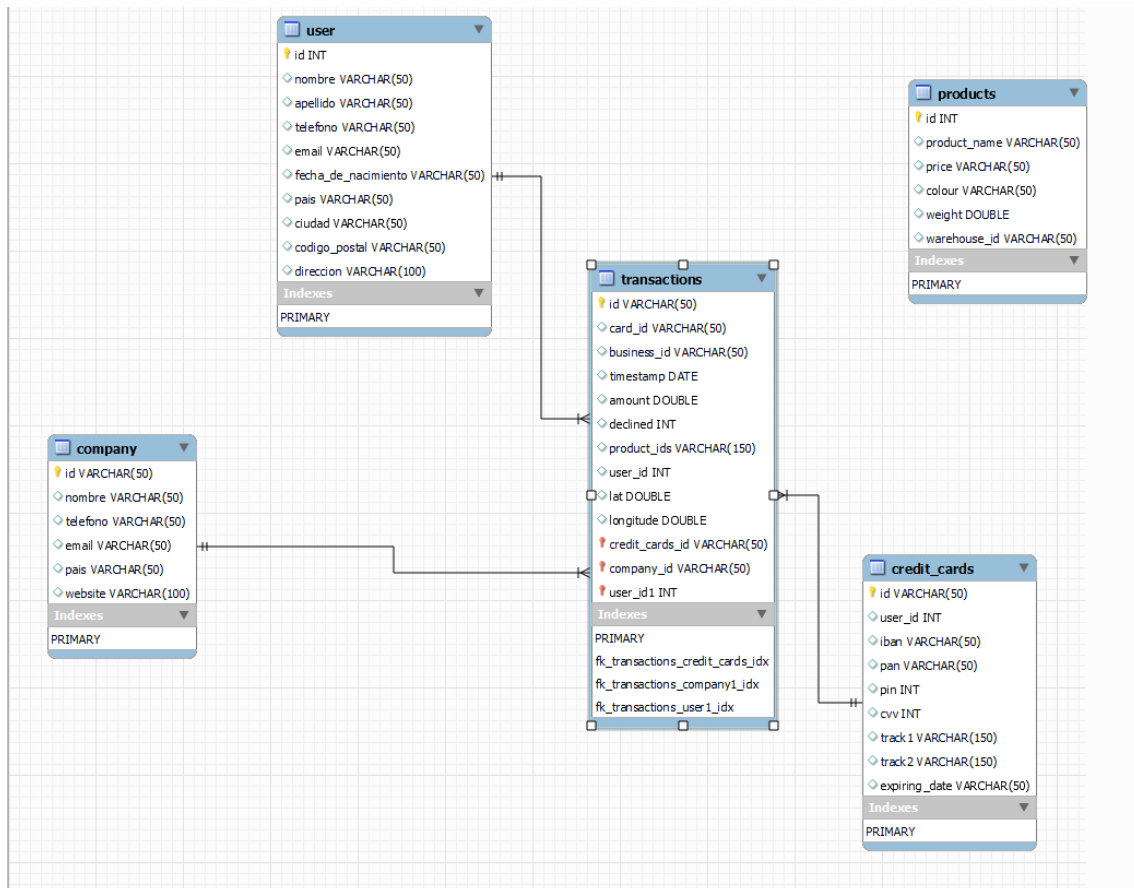 user
id INT
nombre VARCHAR(50)
apellido VARCHAR(50)
telefono VARCHAR(50)
email VARCHAR(50)
fecha_de_nacimiento VARCHAR(50)
pais VARCHAR(50)
ciudad VARCHAR(50)
codigo_postal VARCHAR(50)
direccion VARCHAR(100)
Indexes
PRIMARY
products
id INT
product_name VARCHAR(50)
price VARCHAR(50)
colour VARCHAR(50)
weight DOUBLE
warehouse_id VARCHAR(50)
Indexes
PRIMARY
transactions
id VARCHAR(50)
card_id VARCHAR(50)
business_id VARCHAR(50)
timestamp DATE
amount DOUBLE
declined INT
product_ids VARCHAR(150)
user_id INT
lat DOUBLE
longitude DOUBLE
credit_cards_id VARCHAR(50)
company_id VARCHAR(50)
user_id1 INT
Indexes
PRIMARY
fk_transactions_credit_cards_idx
fk_transactions_company1_idx
fk_transactions_user1_idx
company
id VARCHAR(50)
nombre VARCHAR(50)
telefono VARCHAR(50)
email VARCHAR(50)
pais VARCHAR(50)
website VARCHAR(100)
Indexes
PRIMARY
credit_cards
id VARCHAR(50)
user_id INT
iban VARCHAR(50)
pan VARCHAR(50)
pin INT
cvv INT
track1 VARCHAR(150)
track2 VARCHAR(150)
expiring_date VARCHAR(50)
Indexes
PRIMARY